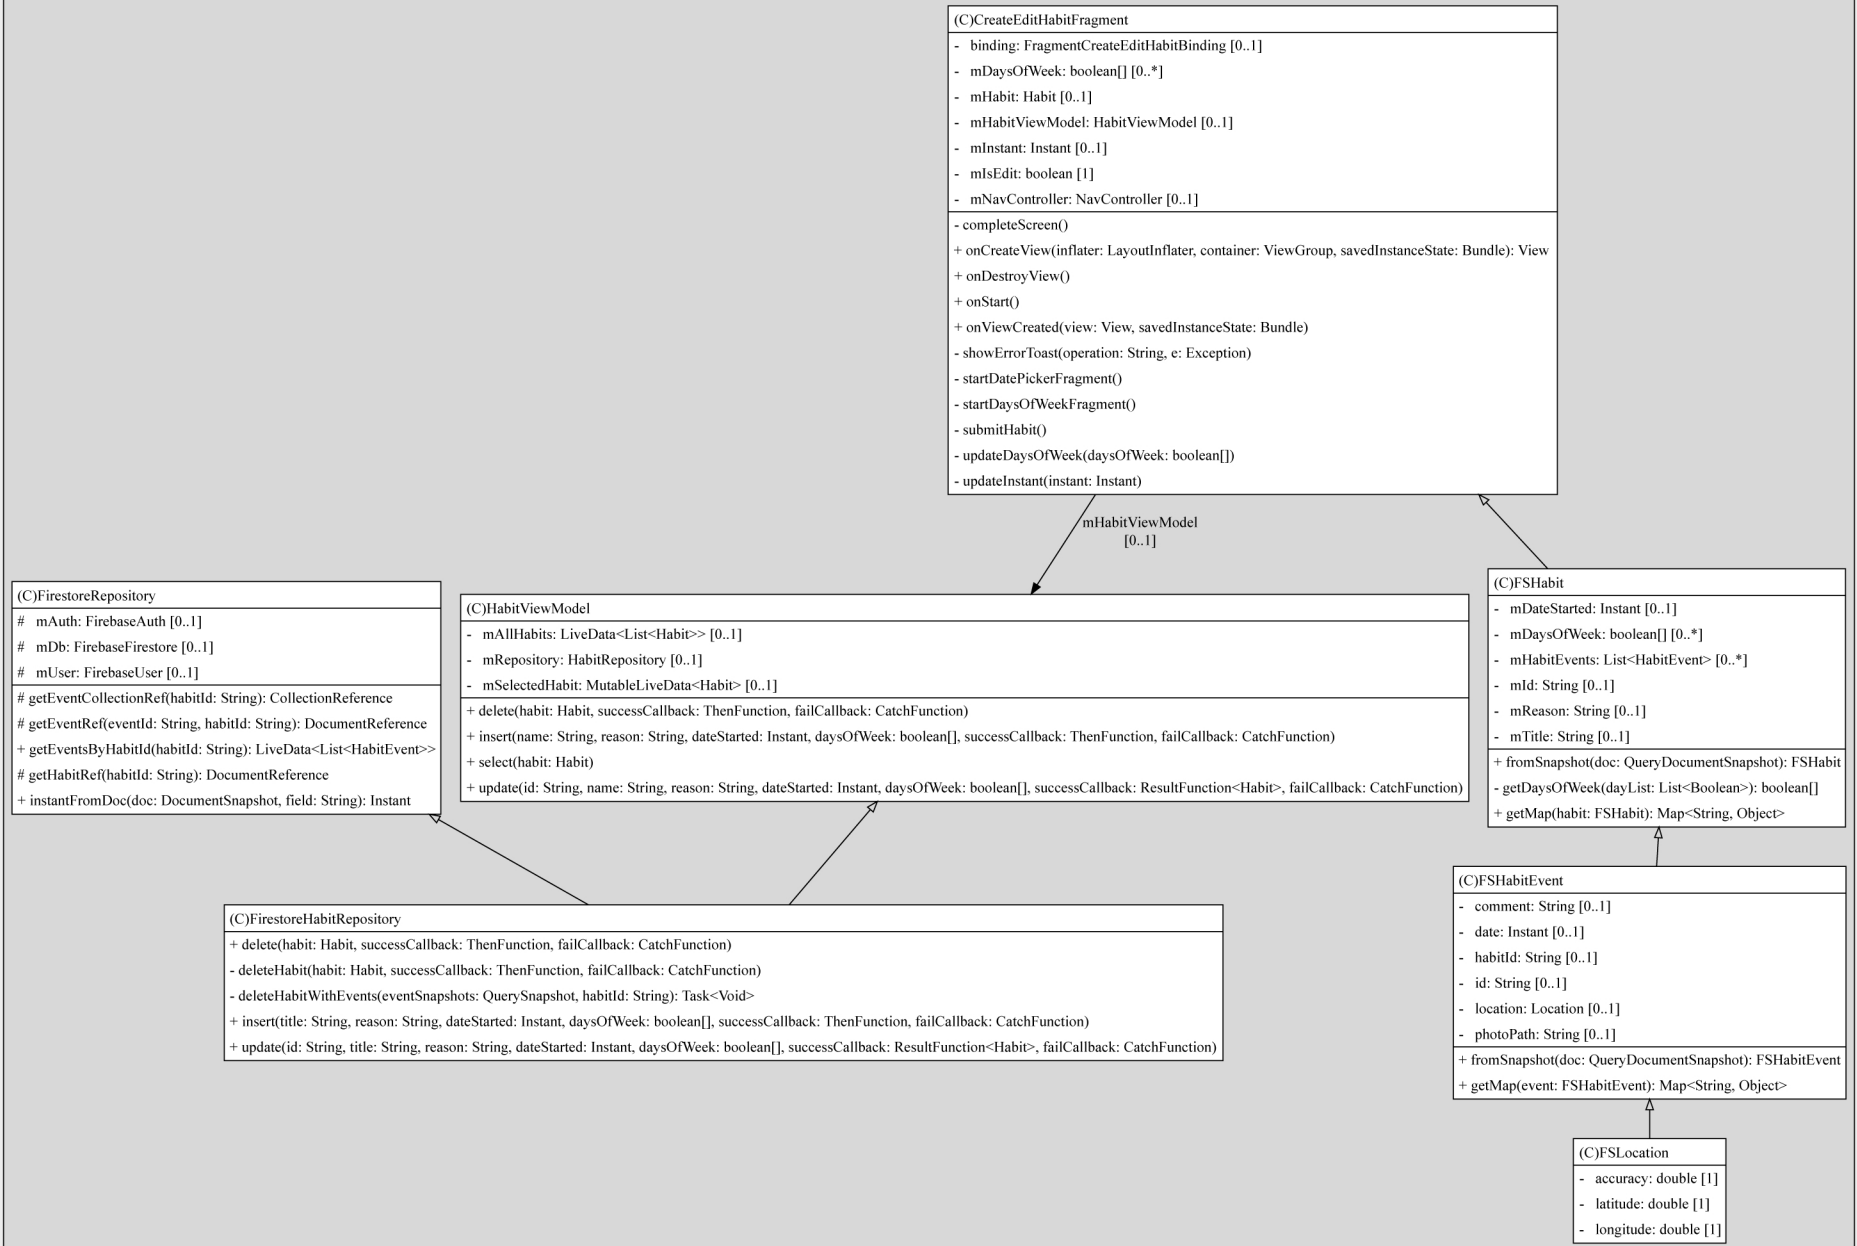 (C)CreateEditHabitFragment
- binding: FragmentCreateEditHabitBinding [0..1]
- mDaysOfWeek: boolean[] [0..*]
- mHabit: Habit [0..1]
- mHabitViewModel: HabitViewModel [0..1]
- mInstant: Instant [0..1]
- mIsEdit: boolean [1]
- mNavController: NavController [0..1]
- completeScreen()
+ onCreateView(inflater: LayoutInflater, container: ViewGroup, savedInstanceState: Bundle): View
+ onDestroyView()
+ onStart()
+ onViewCreated(view: View, savedInstanceState: Bundle)
- showErrorToast(operation: String, e: Exception)
- startDatePickerFragment()
- startDaysOfWeekFragment()
- submitHabit()
- updateDaysOfWeek(daysOfWeek: boolean[])
- updateInstant(instant: Instant)
mHabitViewModel
[0..1]
(C)FirestoreRepository
# mAuth: FirebaseAuth [0..1]
# mDb: FirebaseFirestore [0..1]
# mUser: FirebaseUser [0..1]
# getEventCollectionRef(habitId: String): CollectionReference
# getEventRef(eventId: String, habitId: String): DocumentReference
+ getEventsByHabitId(habitId: String): LiveData<List<HabitEvent>>
# getHabitRef(habitId: String): DocumentReference
+ instantFromDoc(doc: DocumentSnapshot, field: String): Instant
(C)HabitViewModel
- mAllHabits: LiveData<List<Habit>> [0..1]
- mRepository: HabitRepository [0..1]
- mSelectedHabit: MutableLiveData<Habit> [0..1]
+ delete(habit: Habit, successCallback: ThenFunction, failCallback: CatchFunction)
+ insert(name: String, reason: String, dateStarted: Instant, daysOfWeek: boolean[], successCallback: ThenFunction, failCallback: CatchFunction)
+ select(habit: Habit)
+ update(id: String, name: String, reason: String, dateStarted: Instant, daysOfWeek: boolean[], successCallback: ResultFunction<Habit>, failCallback: CatchFunction)
(C)FSHabit
- mDateStarted: Instant [0..1]
- mDaysOfWeek: boolean[] [0..*]
- mHabitEvents: List<HabitEvent> [0..*]
- mId: String [0..1]
- mReason: String [0..1]
- mTitle: String [0..1]
+ fromSnapshot(doc: QueryDocumentSnapshot): FSHabit
- getDaysOfWeek(dayList: List<Boolean>): boolean[]
+ getMap(habit: FSHabit): Map<String, Object>
(C)FirestoreHabitRepository
+ delete(habit: Habit, successCallback: ThenFunction, failCallback: CatchFunction)
- deleteHabit(habit: Habit, successCallback: ThenFunction, failCallback: CatchFunction)
- deleteHabitWithEvents(eventSnapshots: QuerySnapshot, habitId: String): Task<Void>
+ insert(title: String, reason: String, dateStarted: Instant, daysOfWeek: boolean[], successCallback: ThenFunction, failCallback: CatchFunction)
+ update(id: String, title: String, reason: String, dateStarted: Instant, daysOfWeek: boolean[], successCallback: ResultFunction<Habit>, failCallback: CatchFunction)
(C)FSHabitEvent
- comment: String [0..1]
- date: Instant [0..1]
- habitId: String [0..1]
- id: String [0..1]
- location: Location [0..1]
- photoPath: String [0..1]
+ fromSnapshot(doc: QueryDocumentSnapshot): FSHabitEvent
+ getMap(event: FSHabitEvent): Map<String, Object>
(C)FSLocation
- accuracy: double [1]
- latitude: double [1]
- longitude: double [1]